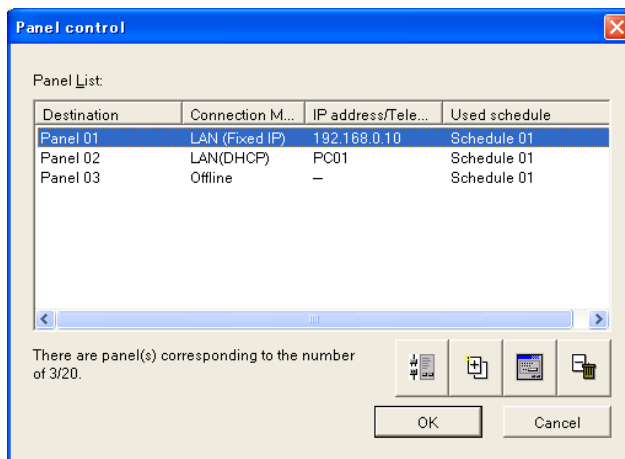 Panel control
Panel List:
Destination Connection M... IP address/Tele... Used schedule
Panel 01 LAN (Fixed IP) 192.168.0.10 Schedule 01
Panel 02 LAN(DHCP) PC01 Schedule 01
Panel 03 Offline – Schedule 01
There are panel(s) corresponding to the number
of 3/20.
OK Cancel